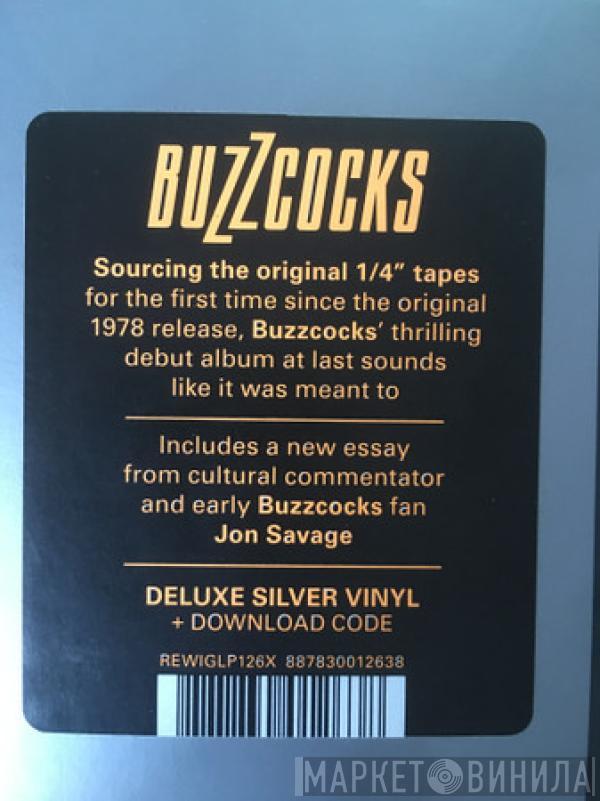 BUZZCOCKS
Sourcing the original 1/4" tapes
for the first time since the original
1978 release, Buzzcocks' thrilling
debut album at last sounds
like it was meant to
Includes a new essay
from cultural commentator
and early Buzzcocks fan
Jon Savage
DELUXE SILVER VINYL
+ DOWNLOAD CODE
REWIGLP126X 887830012638
МАРКЕТ ВИНИЛА